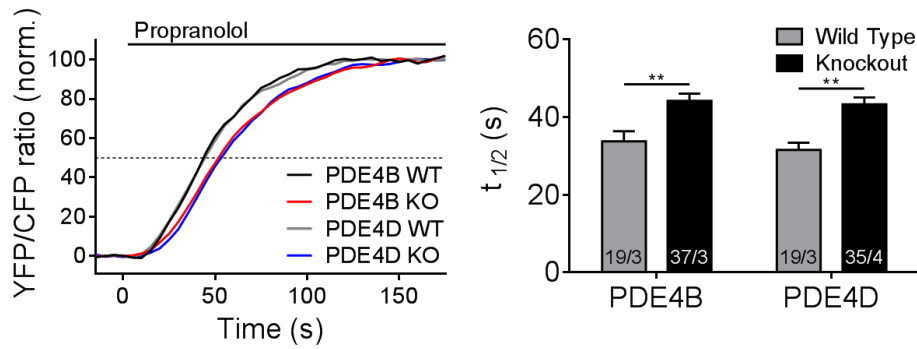 Propranolol
YFP/CFP ratio (norm.)
100
80
60
40
20
0
PDE4B WT
PDE4B KO
PDE4D WT
PDE4D KO
0
50
100
150
Time (s)
t 1/2 (s)
60
40
20
0
Wild Type
Knockout
**
**
19/3
37/3
19/3
35/4
PDE4B
PDE4D